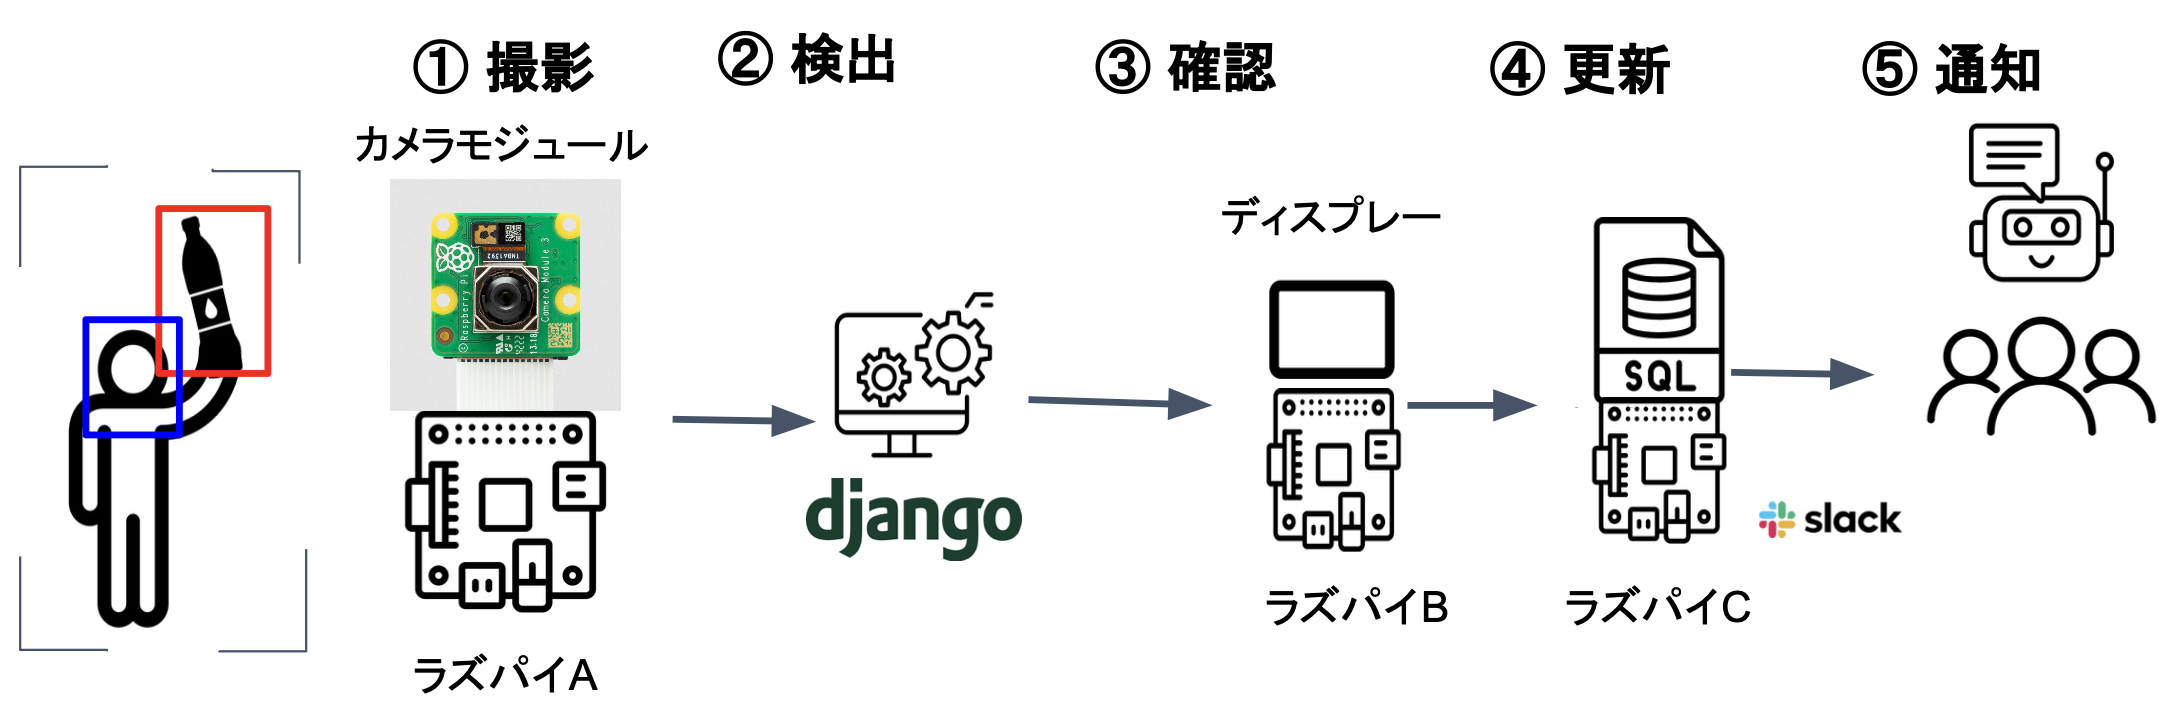 ① 撮影
② 検出
③ 確認
④ 更新
⑤ 通知
カメラモジュール
ディスプレー
© Raspberry Pi
Camera Module 3
13.18
SQL
django
slack
ラズパイA
ラズパイB
ラズパイC